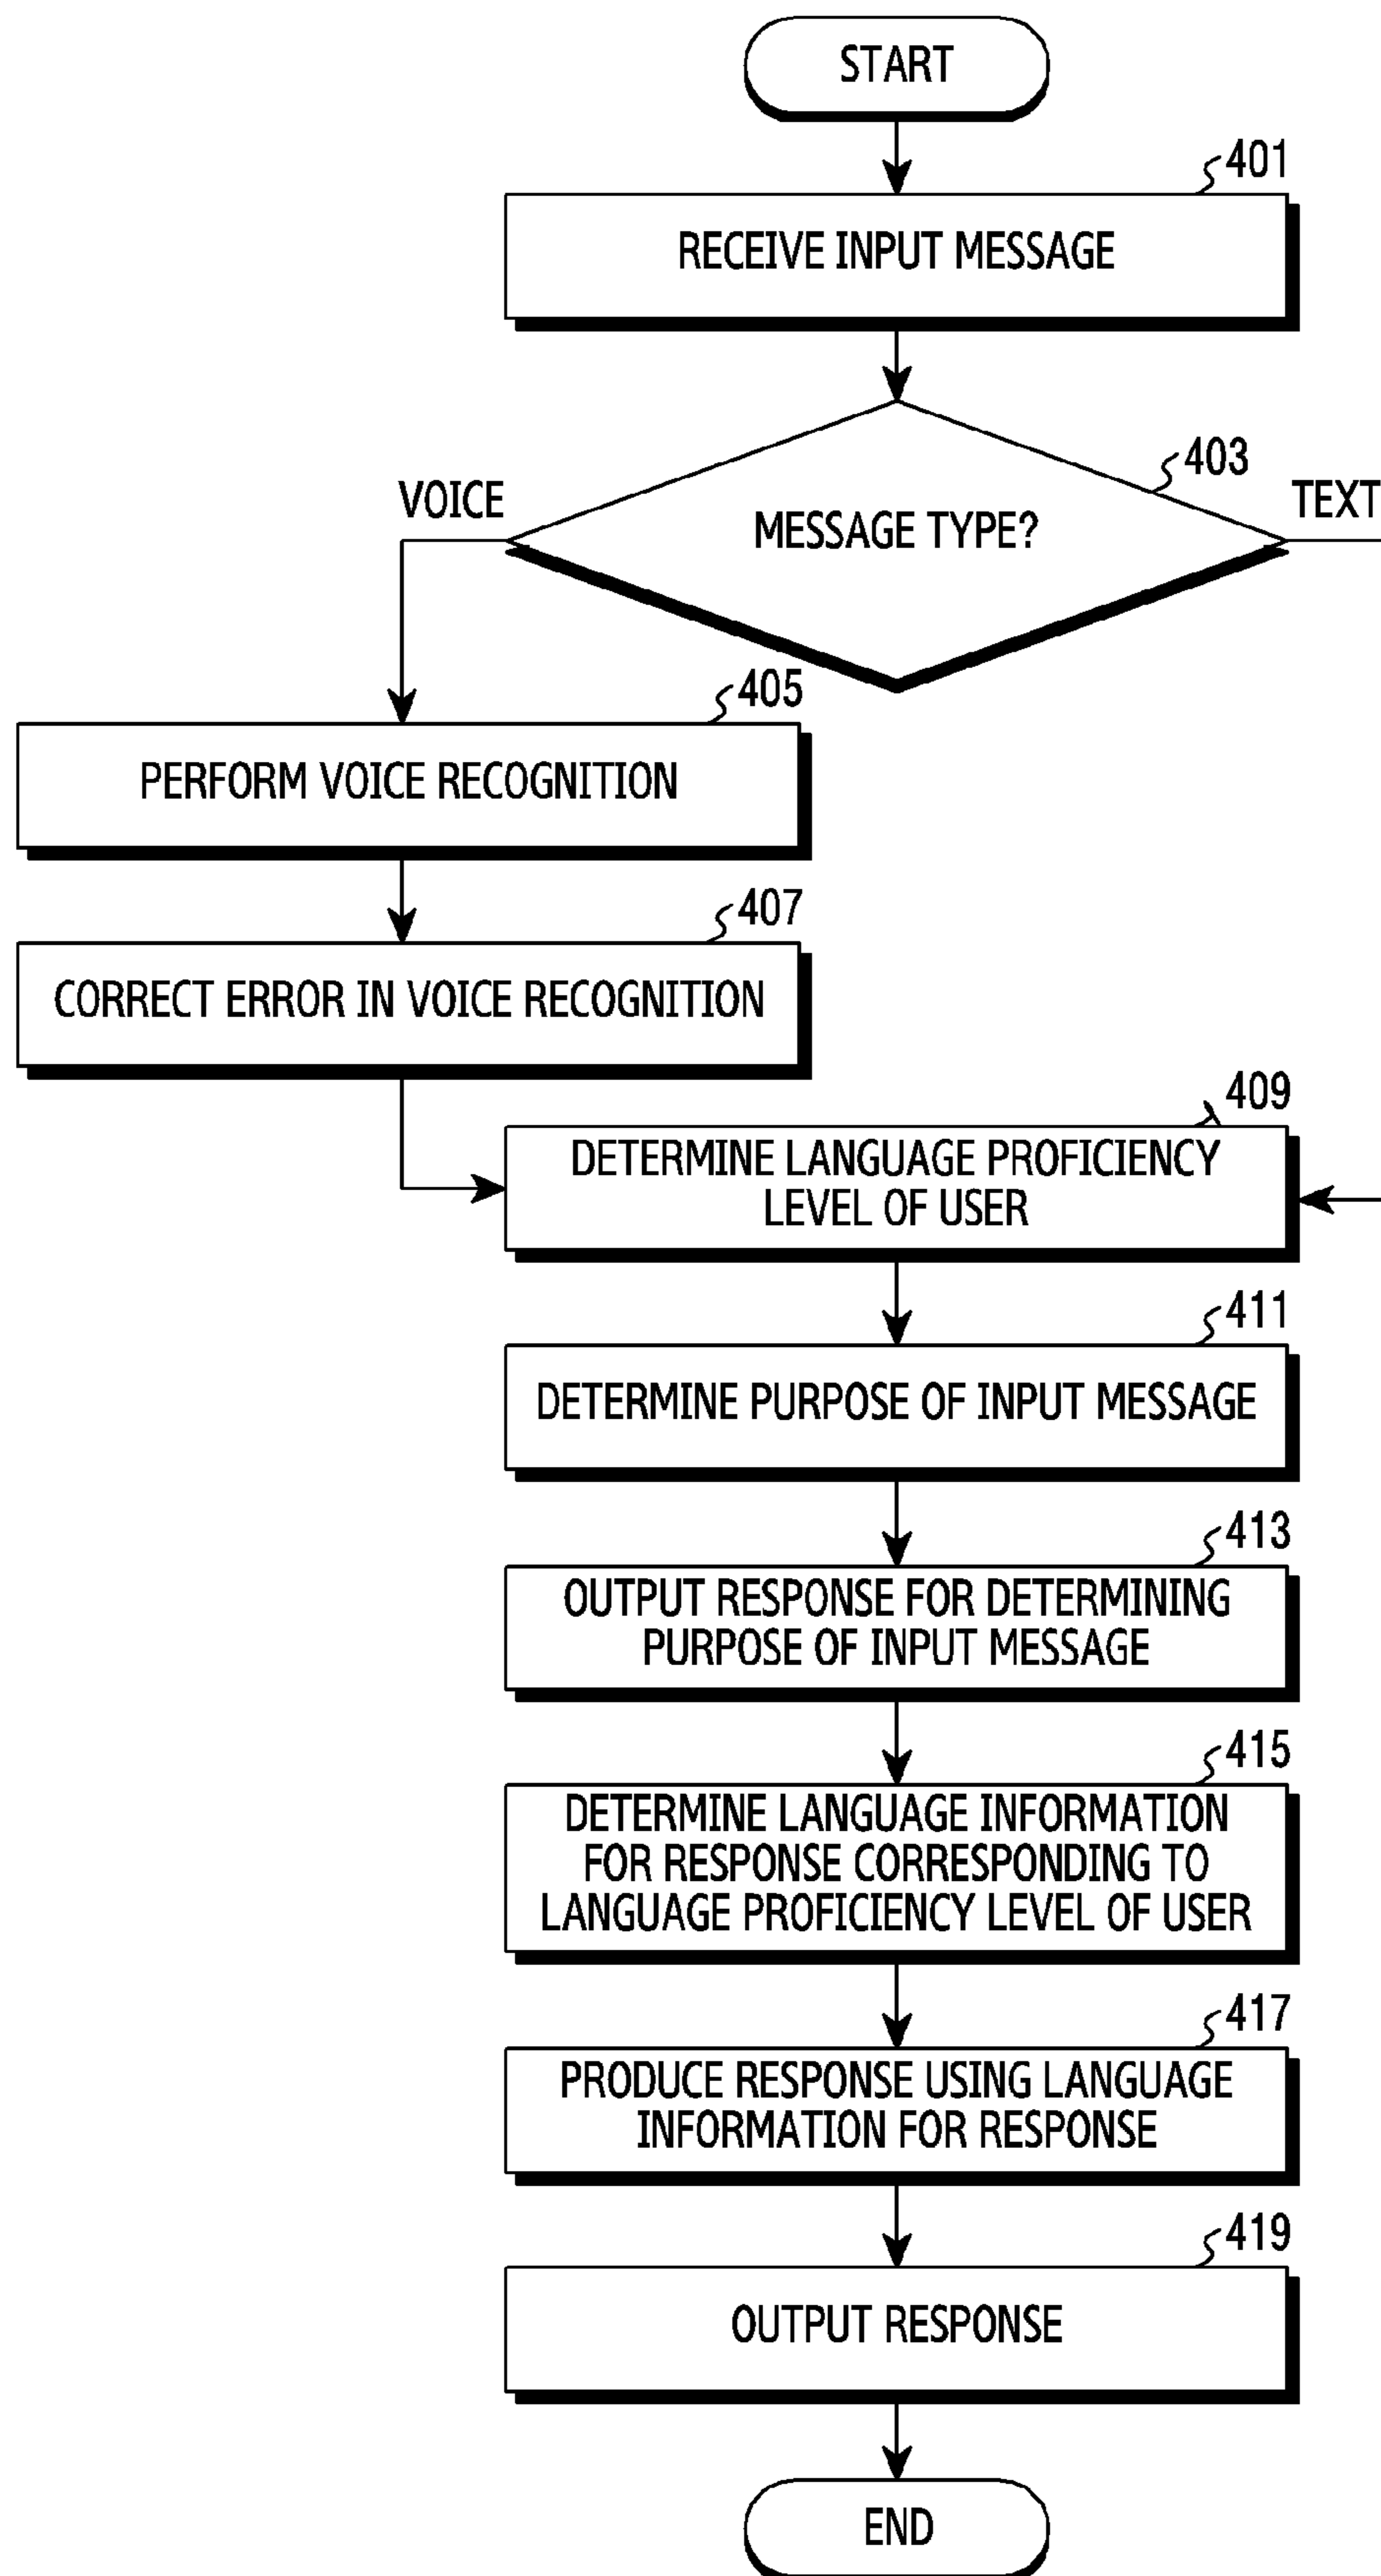 START
401
RECEIVE INPUT MESSAGE
403
VOICE
MESSAGE TYPE?
TEXT
405
PERFORM VOICE RECOGNITION
407
CORRECT ERROR IN VOICE RECOGNITION
409
DETERMINE LANGUAGE PROFICIENCY
LEVEL OF USER
411
DETERMINE PURPOSE OF INPUT MESSAGE
413
OUTPUT RESPONSE FOR DETERMINING
PURPOSE OF INPUT MESSAGE
415
DETERMINE LANGUAGE INFORMATION
FOR RESPONSE CORRESPONDING TO
LANGUAGE PROFICIENCY LEVEL OF USER
417
PRODUCE RESPONSE USING LANGUAGE
INFORMATION FOR RESPONSE
419
OUTPUT RESPONSE
END